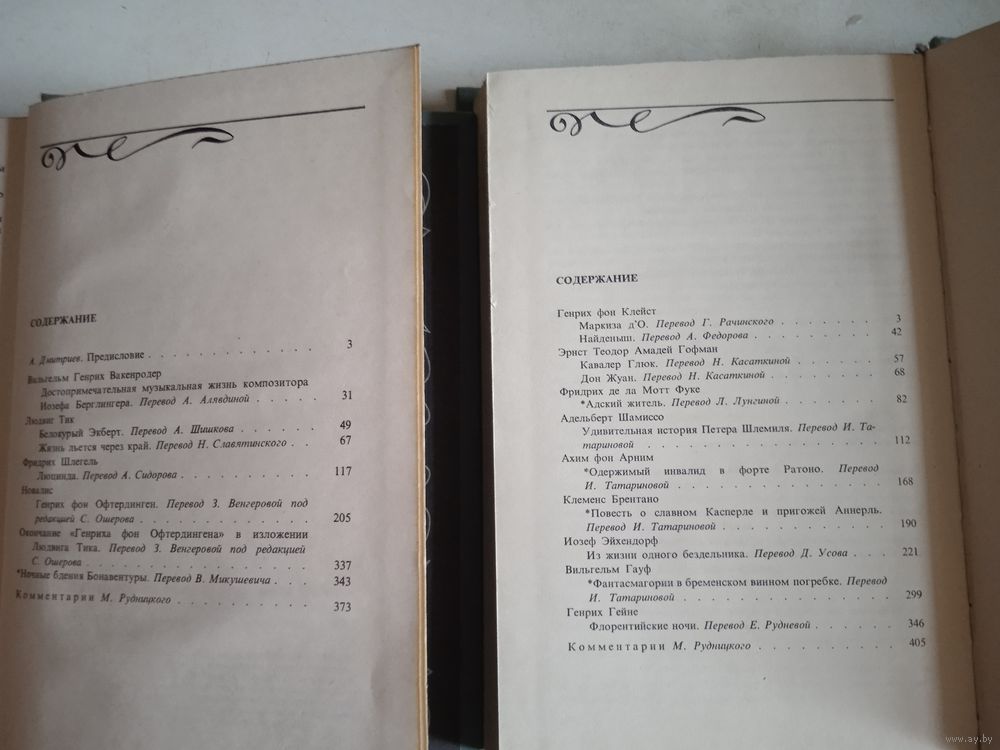 СОДЕРЖАНИЕ
А. Дмитриев. Предисловие . . . . . . . . . . . . 3
Вильгельм Генрих Вакенродер
Достопримечательная музыкальная жизнь композитора
Иозефа Берглингера. Перевод А. Алявдиной . . . . . 31
Людвиг Тик
Белокурый Экберт. Перевод А. Шишкова . . . . . . 49
Жизнь льется через край. Перевод Н. Славятинского . . 67
Фридрих Шлегель
Люцинда. Перевод А. Сидорова . . . . . . . . . . 117
Новалис
Генрих фон Офтердинген. Перевод З. Венгеровой под
редакцией С. Ошерова . . . . . . . . . . . . . 205
Окончание «Генриха фон Офтердингена» в изложении
Людвига Тика. Перевод З. Венгеровой под редакцией
С. Ошерова . . . . . . . . . . . . . . . . . 337
*Ночные бдения Бонавентуры. Перевод В. Микушевича . . . 343
Комментарии М. Рудницкого . . . . . . . . . . . 373
СОДЕРЖАНИЕ
Генрих фон Клейст
Маркиза д'О. Перевод Г. Рачинского . . . . . . . 3
Найденыш. Перевод А. Федорова . . . . . . . . . 42
Эрнст Теодор Амадей Гофман
Кавалер Глюк. Перевод Н. Касаткиной . . . . . . . 57
Дон Жуан. Перевод Н. Касаткиной . . . . . . . . 68
Фридрих де ла Мотт Фуке
*Адский житель. Перевод Л. Лунгиной . . . . . . . 82
Адельберт Шамиссо
Удивительная история Петера Шлемиля. Перевод И. Та-
тариновой . . . . . . . . . . . . . . . . . 112
Ахим фон Арним
*Одержимый инвалид в форте Ратоно. Перевод
И. Татариновой . . . . . . . . . . . . . . . 168
Клеменс Брентано
*Повесть о славном Касперле и пригожей Аннерль.
Перевод И. Татариновой . . . . . . . . . . . . 190
Иозеф Эйхендорф
Из жизни одного бездельника. Перевод Д. Усова . . . 221
Вильгельм Гауф
*Фантасмагории в бременском винном погребке. Перевод
И. Татариновой . . . . . . . . . . . . . . . 299
Генрих Гейне
Флорентийские ночи. Перевод Е. Рудневой . . . . . . 346
Комментарии М. Рудницкого . . . . . . . . . . 405
www.ay.by